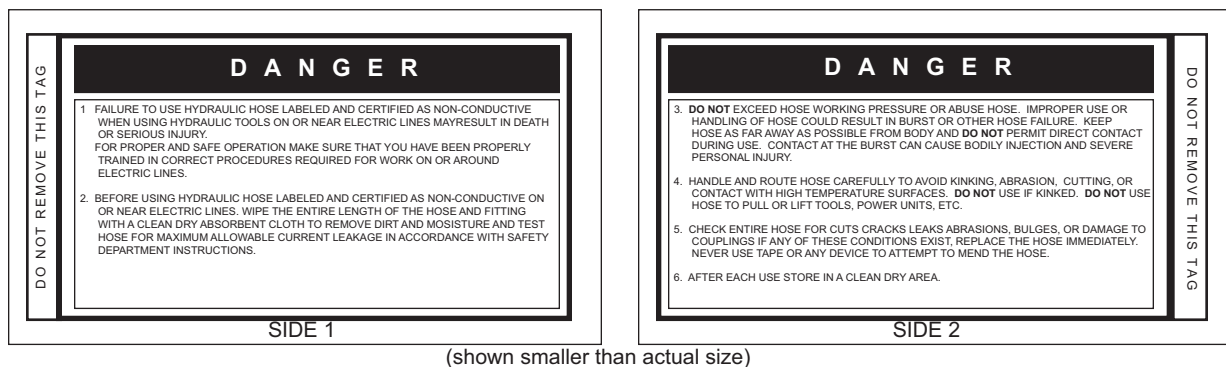 DO NOT REMOVE THIS TAG
D A N G E R
1 FAILURE TO USE HYDRAULIC HOSE LABELED AND CERTIFIED AS NON-CONDUCTIVE
WHEN USING HYDRAULIC TOOLS ON OR NEAR ELECTRIC LINES MAYRESULT IN DEATH
OR SERIOUS INJURY.
FOR PROPER AND SAFE OPERATION MAKE SURE THAT YOU HAVE BEEN PROPERLY
TRAINED IN CORRECT PROCEDURES REQUIRED FOR WORK ON OR AROUND
ELECTRIC LINES.
2. BEFORE USING HYDRAULIC HOSE LABELED AND CERTIFIED AS NON-CONDUCTIVE ON
OR NEAR ELECTRIC LINES. WIPE THE ENTIRE LENGTH OF THE HOSE AND FITTING
WITH A CLEAN DRY ABSORBENT CLOTH TO REMOVE DIRT AND MOSISTURE AND TEST
HOSE FOR MAXIMUM ALLOWABLE CURRENT LEAKAGE IN ACCORDANCE WITH SAFETY
DEPARTMENT INSTRUCTIONS.
SIDE 1
D A N G E R
3. DO NOT EXCEED HOSE WORKING PRESSURE OR ABUSE HOSE. IMPROPER USE OR
HANDLING OF HOSE COULD RESULT IN BURST OR OTHER HOSE FAILURE. KEEP
HOSE AS FAR AWAY AS POSSIBLE FROM BODY AND DO NOT PERMIT DIRECT CONTACT
DURING USE. CONTACT AT THE BURST CAN CAUSE BODILY INJECTION AND SEVERE
PERSONAL INJURY.
4. HANDLE AND ROUTE HOSE CAREFULLY TO AVOID KINKING, ABRASION, CUTTING, OR
CONTACT WITH HIGH TEMPERATURE SURFACES. DO NOT USE IF KINKED. DO NOT USE
HOSE TO PULL OR LIFT TOOLS, POWER UNITS, ETC.
5. CHECK ENTIRE HOSE FOR CUTS CRACKS LEAKS ABRASIONS, BULGES, OR DAMAGE TO
COUPLINGS IF ANY OF THESE CONDITIONS EXIST, REPLACE THE HOSE IMMEDIATELY.
NEVER USE TAPE OR ANY DEVICE TO ATTEMPT TO MEND THE HOSE.
6. AFTER EACH USE STORE IN A CLEAN DRY AREA.
DO NOT REMOVE THIS TAG
SIDE 2
(shown smaller than actual size)